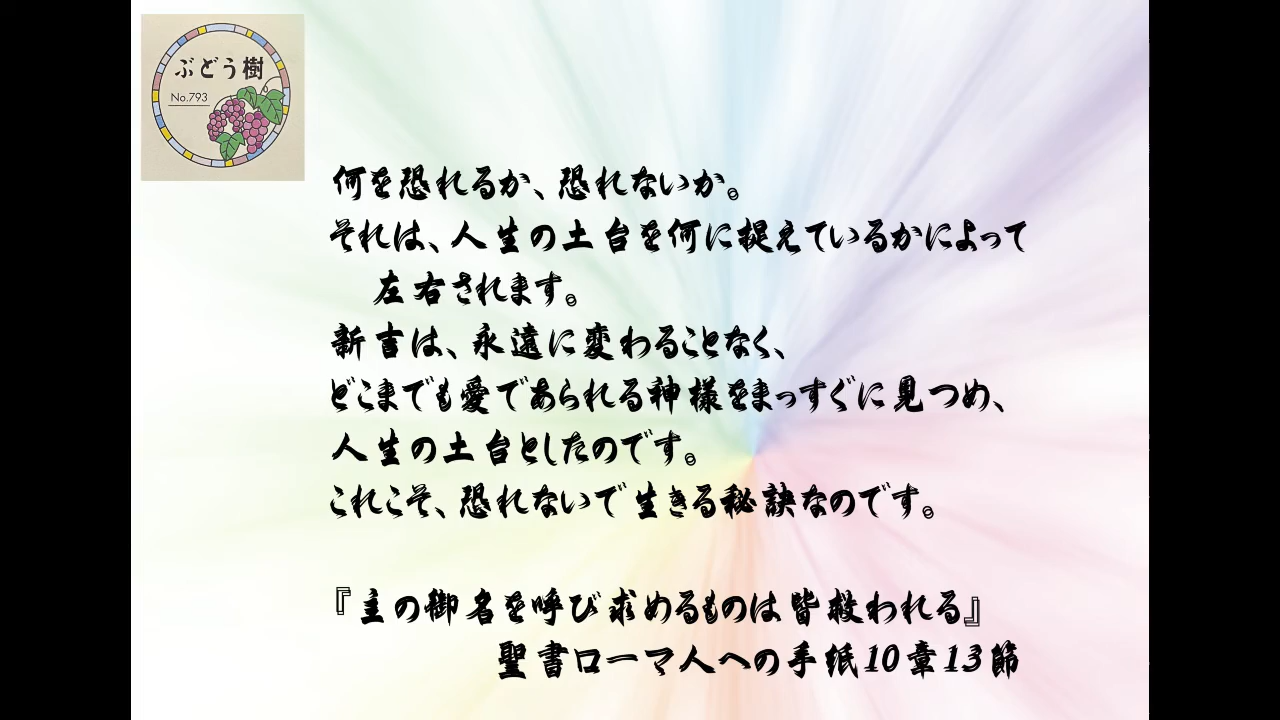 ぶどう樹
No.793
何を恐れるか、恐れないか。
それは、人生の土台を何に捉えているかによって
左右されます。
新吉は、永遠に変わることなく、
どこまでも愛であられる神様をまっすぐに見つめ、
人生の土台としたのです。
これこそ、恐れないで生きる秘訣なのです。
『主の御名を呼び求めるものは皆救われる』
聖書ローマ人への手紙10章13節